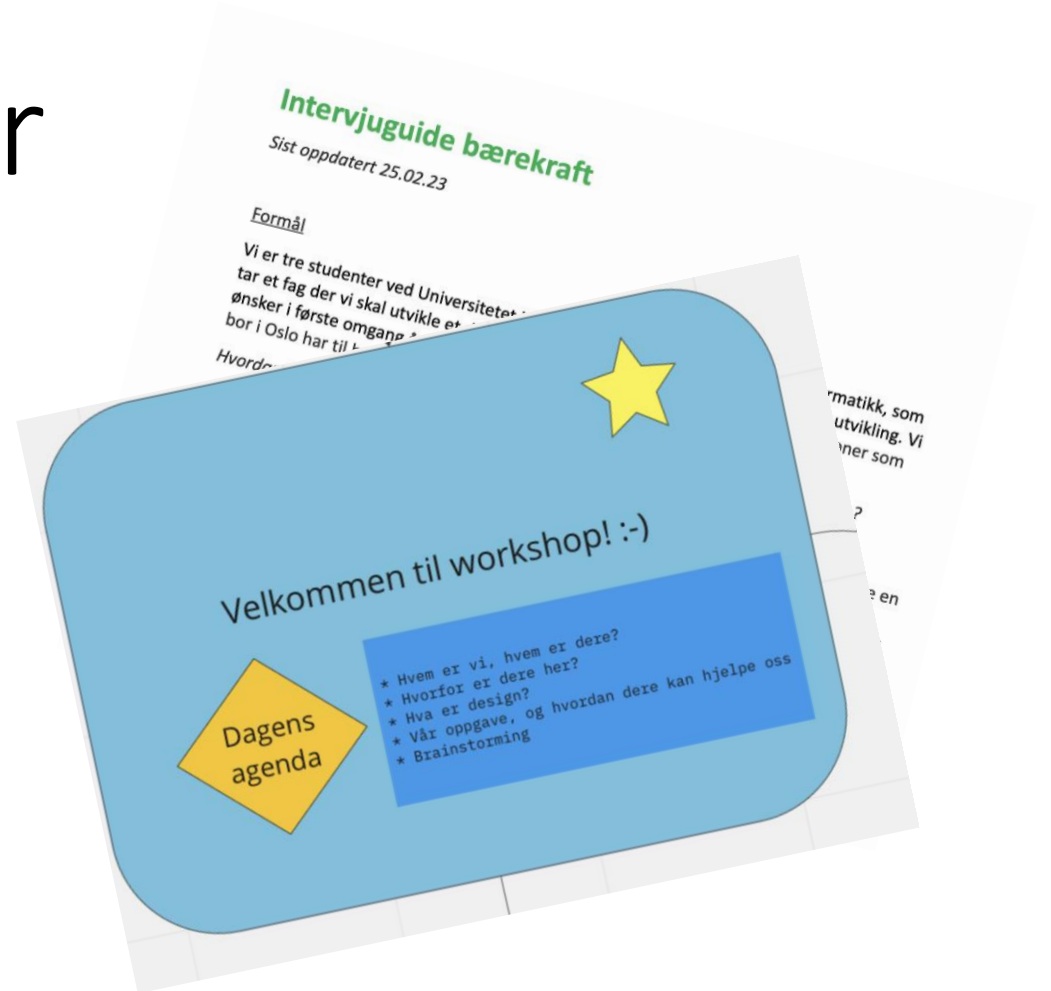 r
Intervjuguide bærekraft
Sist oppdatert 25.02.23
Formål
Vi er tre studenter ved Universitetet
rmatikk, som
tar et fag der vi skal utvikle et
utvikling. Vi
ønsker i første omgang
som
bor i Oslo har til
?
en
Velkommen til workshop! :-)
Dagens
agenda
* Hvem er vi, hvem er dere?
* Hvorfor er dere her?
* Hva er design?
* Vår oppgave, og hvordan dere kan hjelpe oss
* Brainstorming